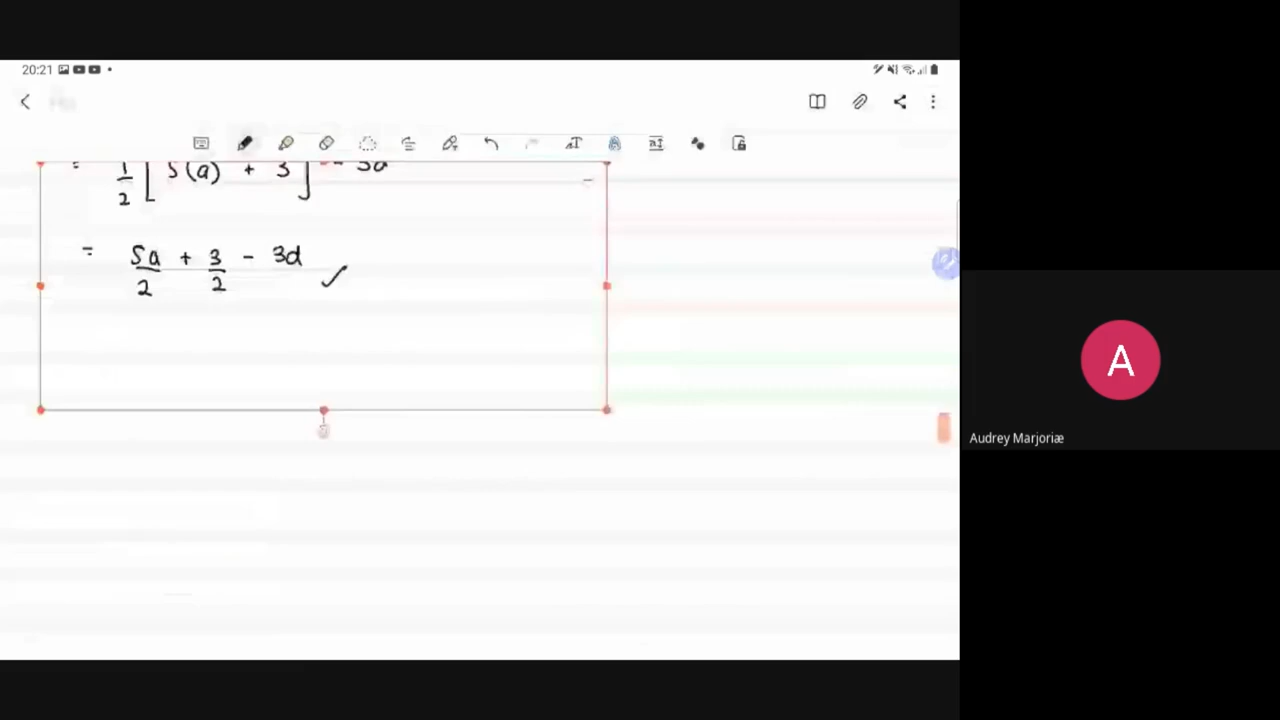 20:21
= 1/2 [ 5(a) + 3 ] - 3d
= 5a/2 + 3/2 - 3d ✓
A
Audrey Marjoriæ